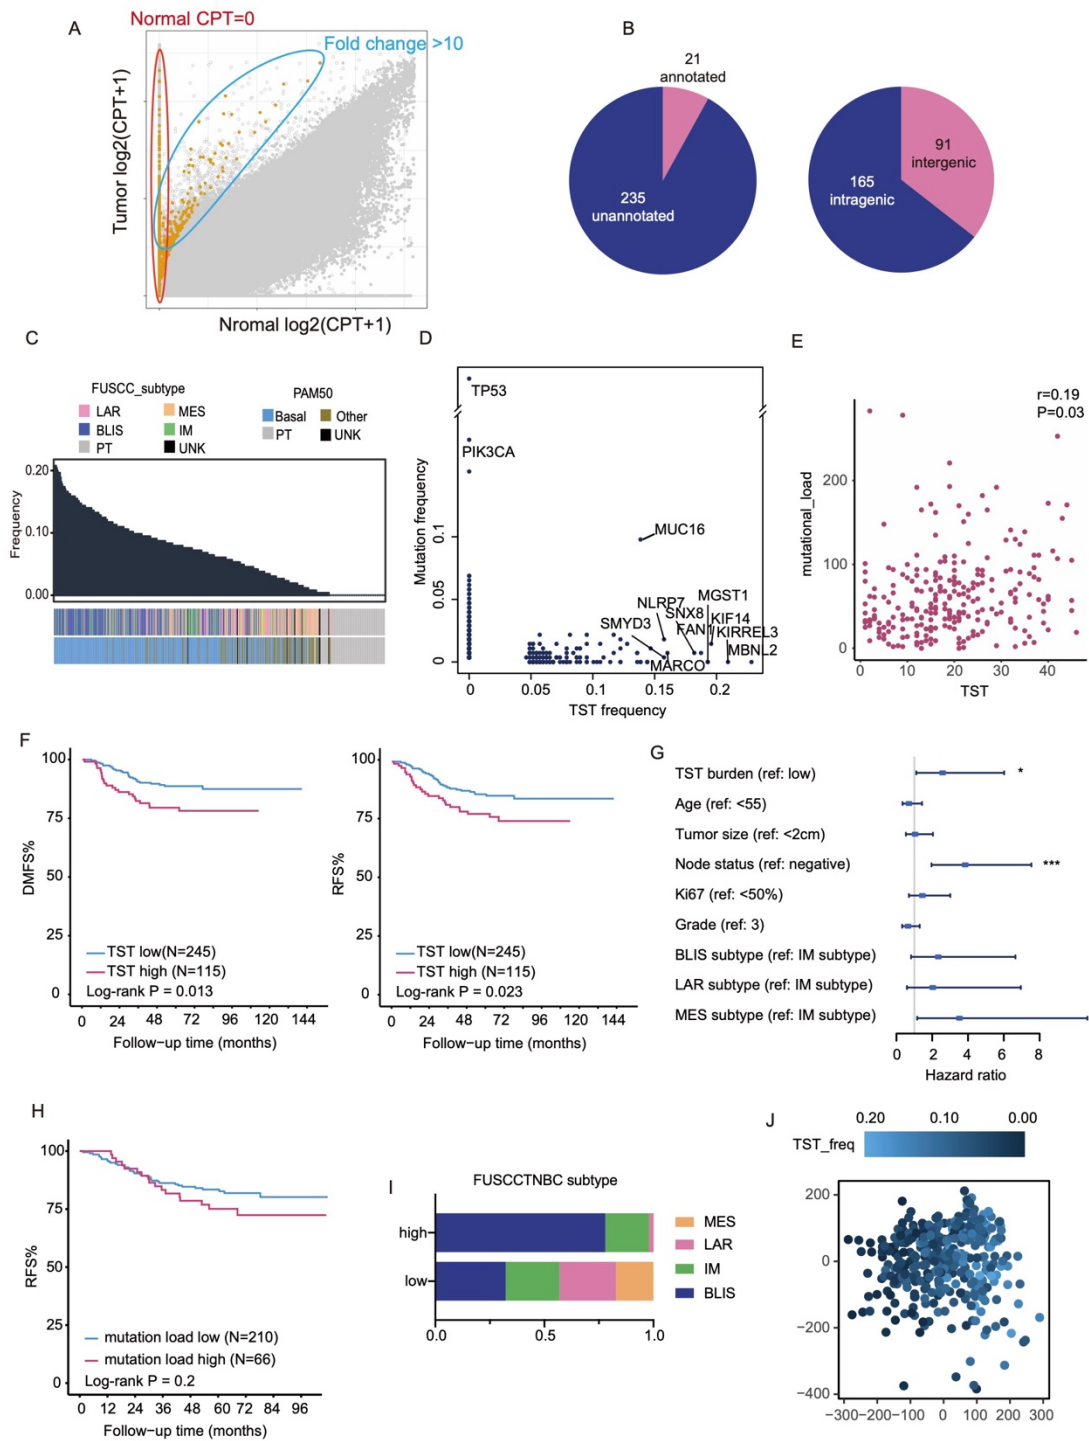 A
Normal CPT=0
Fold change >10
Tumor log2(CPT+1)
Nromal log2(CPT+1)
B
21
annotated
235
unannotated
91
intergenic
165
intragenic
C
FUSCC_subtype
LAR
MES
BLIS
IM
PT
UNK
PAM50
Basal
Other
PT
UNK
Frequency
0.20
0.10
0.00
D
TP53
PIK3CA
MUC16
NLRP7
SNX8
MGST1
SMYD3
FAN1
KIF14
KIRREL3
MARCO
MBNL2
Mutation frequency
0.1
0.05
0
0 0.05 0.1 0.15 0.2
TST frequency
E
r=0.19
P=0.03
mutational_load
200
100
0
0 10 20 30 40
TST
F
DMFS%
100
75
50
25
0
TST low(N=245)
TST high (N=115)
Log-rank P = 0.013
0 24 48 72 96 120 144
Follow-up time (months)
RFS%
100
75
50
25
0
TST low(N=245)
TST high (N=115)
Log-rank P = 0.023
0 24 48 72 96 120 144
Follow-up time (months)
G
TST burden (ref: low)
*
Age (ref: <55)
Tumor size (ref: <2cm)
Node status (ref: negative)
***
Ki67 (ref: <50%)
Grade (ref: 3)
BLIS subtype (ref: IM subtype)
LAR subtype (ref: IM subtype)
MES subtype (ref: IM subtype)
0 2 4 6 8
Hazard ratio
H
RFS%
100
75
50
25
0
mutation load low (N=210)
mutation load high (N=66)
Log-rank P = 0.2
0 12 24 36 48 60 72 84 96
Follow-up time (months)
I
FUSCCTNBC subtype
high
low
0.0 0.5 1.0
MES
LAR
IM
BLIS
J
0.20 0.10 0.00
TST_freq
200
0
-200
-400
-300-200-100 0 100 200 300